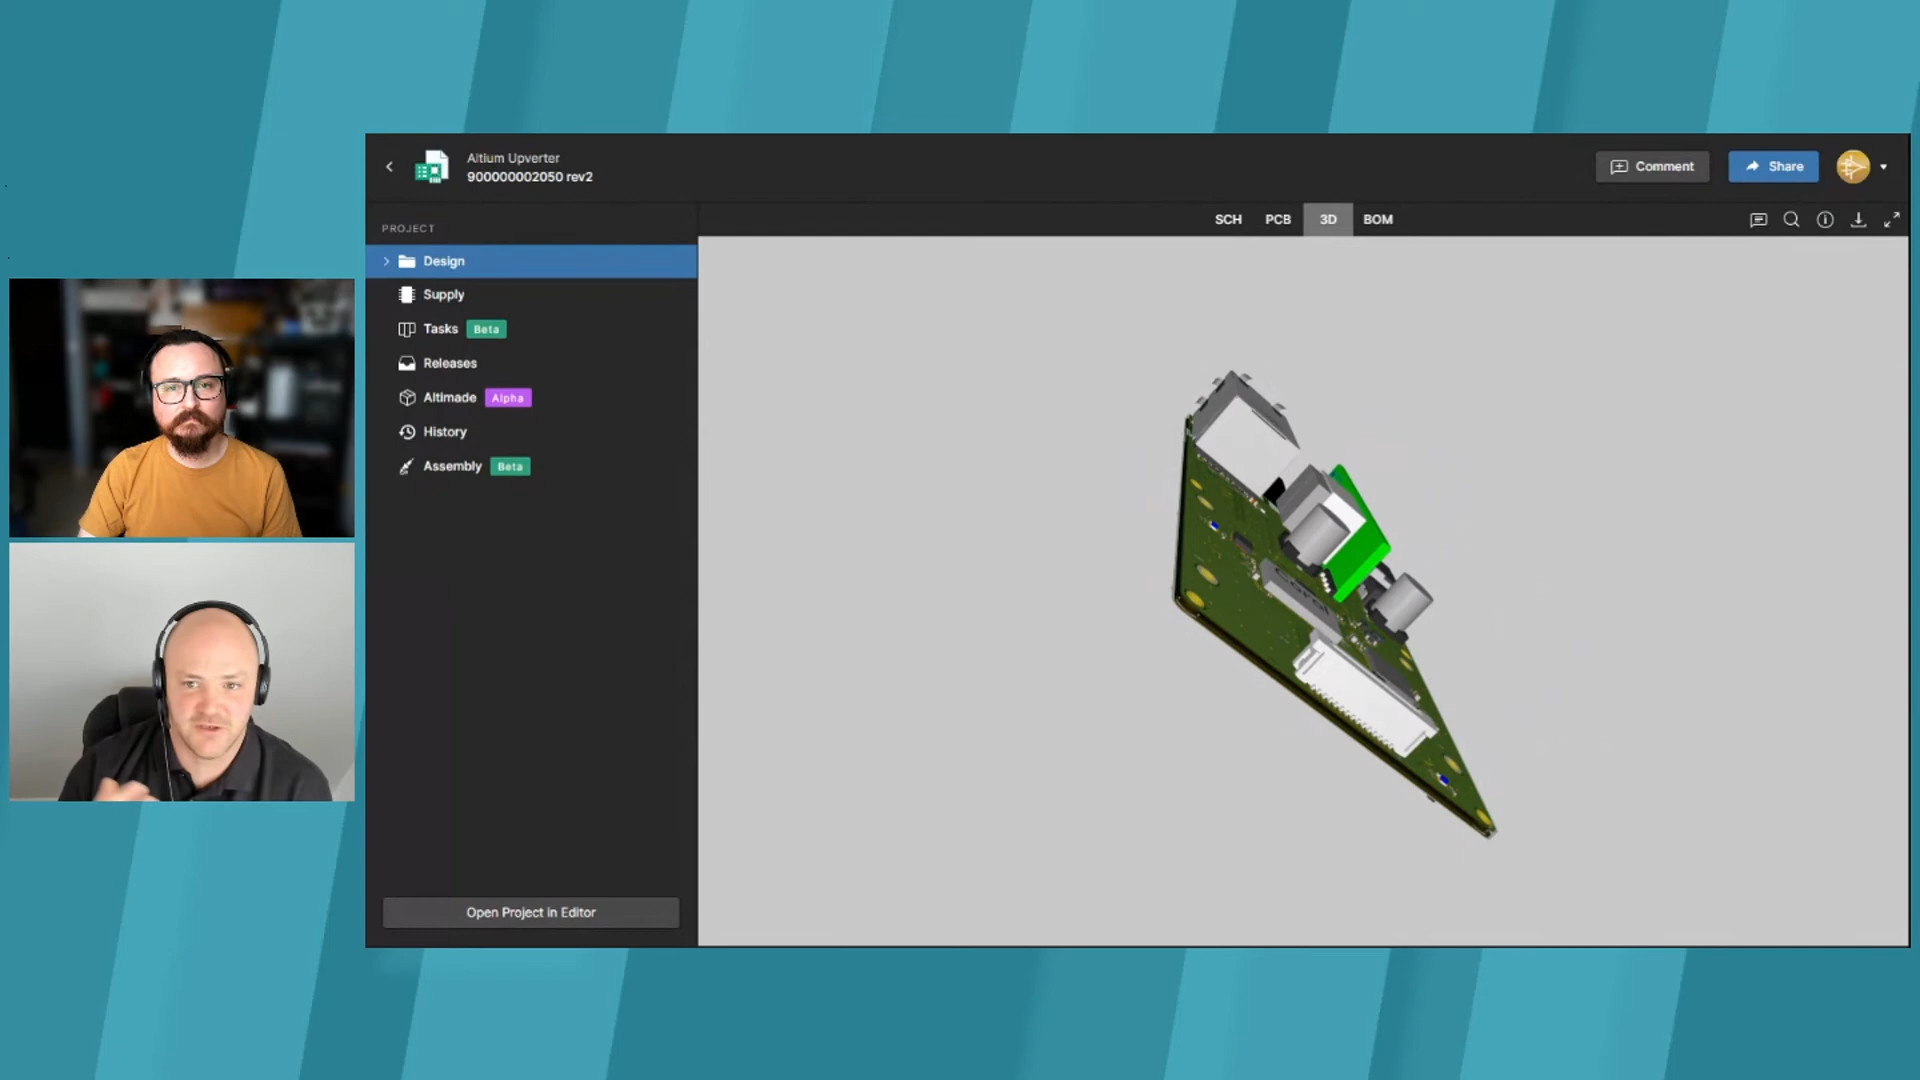 Altium Upverter
900000002050 rev2
Comment
Share
PROJECT
SCH
PCB
3D
BOM
Design
Supply
Tasks
Beta
Releases
Altimade
Alpha
History
Assembly
Beta
Open Project in Editor